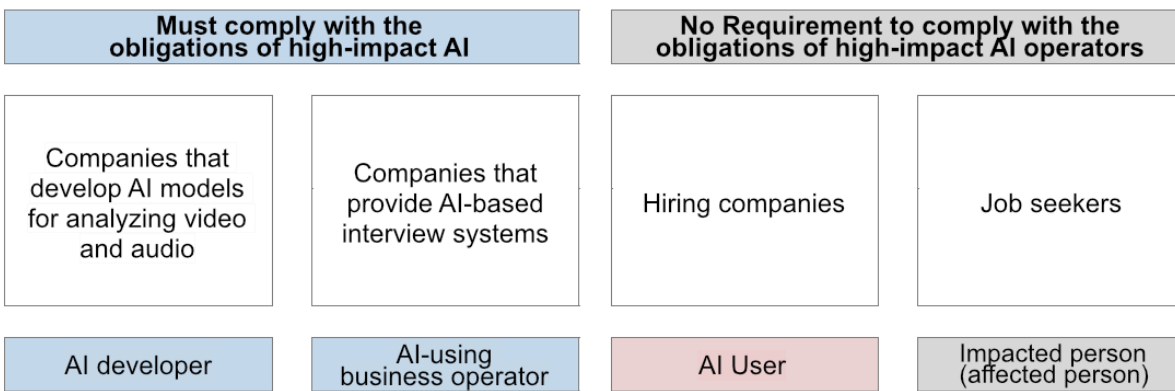 Must comply with the
obligations of high-impact AI
No Requirement to comply with the
obligations of high-impact AI operators
Companies that
develop AI models
for analyzing video
and audio
Companies that
provide AI-based
interview systems
Hiring companies
Job seekers
AI developer
AI-using
business operator
AI User
Impacted person
(affected person)